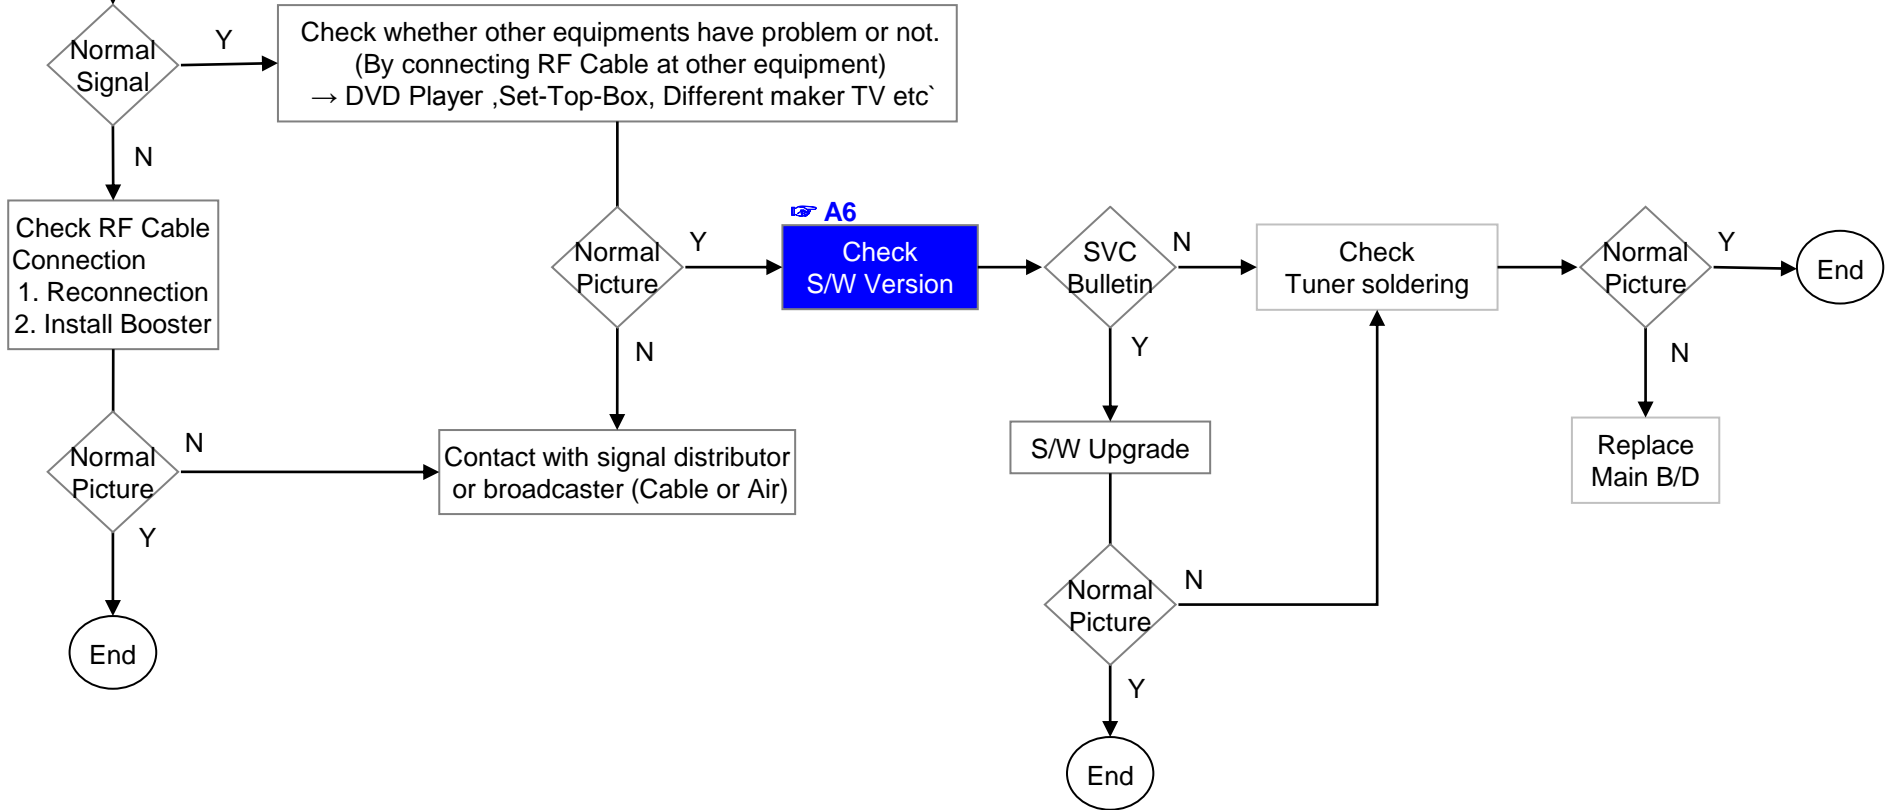 Normal
Signal
Y
Check whether other equipments have problem or not.
(By connecting RF Cable at other equipment)
→ DVD Player ,Set-Top-Box, Different maker TV etc`
N
Check RF Cable
Connection
1. Reconnection
2. Install Booster
Normal
Picture
N
Y
End
Normal
Picture
Y
N
Contact with signal distributor
or broadcaster (Cable or Air)
☞ A6
Check
S/W Version
SVC
Bulletin
N
Y
S/W Upgrade
Normal
Picture
N
Y
End
Check
Tuner soldering
Normal
Picture
Y
End
N
Replace
Main B/D